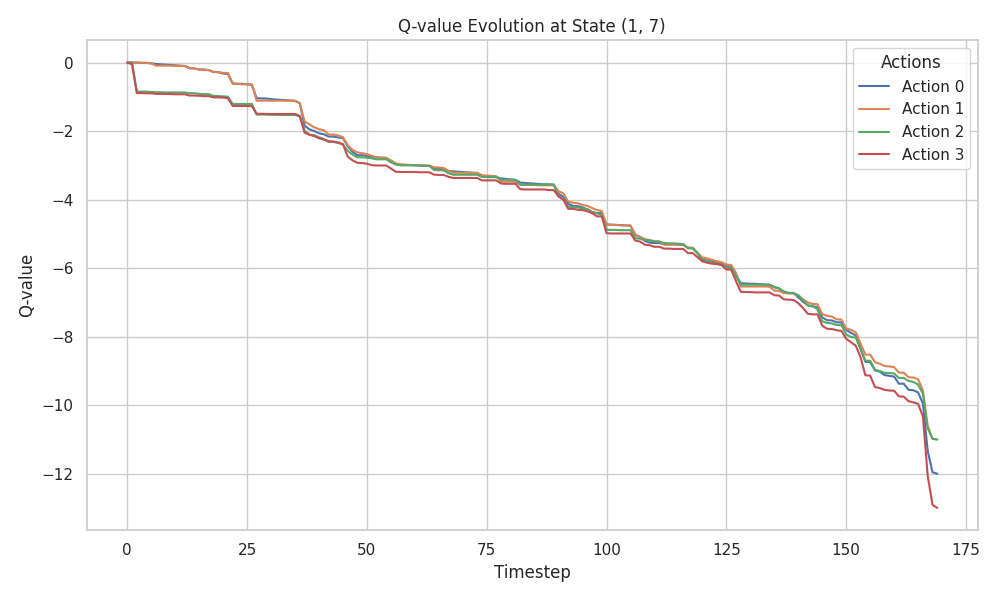 Q-value Evolution at State (1, 7)
Actions
Action 0
Action 1
Action 2
Action 3
Q-value
0
−2
−4
−6
−8
−10
−12
0 25 50 75 100 125 150 175
Timestep